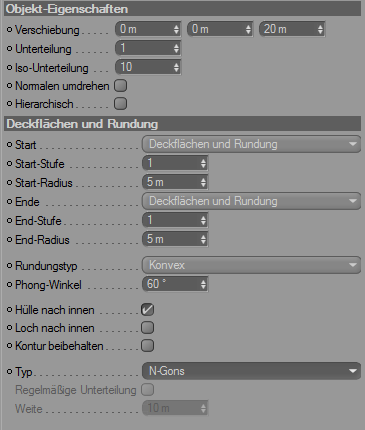 Objekt-Eigenschaften
Verschiebung 0 m 0 m 20 m
Unterteilung 1
Iso-Unterteilung 10
Normalen umdrehen
Hierarchisch
Deckflächen und Rundung
Start Deckflächen und Rundung
Start-Stufe 1
Start-Radius 5 m
Ende Deckflächen und Rundung
End-Stufe 1
End-Radius 5 m
Rundungstyp Konvex
Phong-Winkel 60 °
Hülle nach innen
Loch nach innen
Kontur beibehalten
Typ N-Gons
Regelmäßige Unterteilung
Weite 10 m